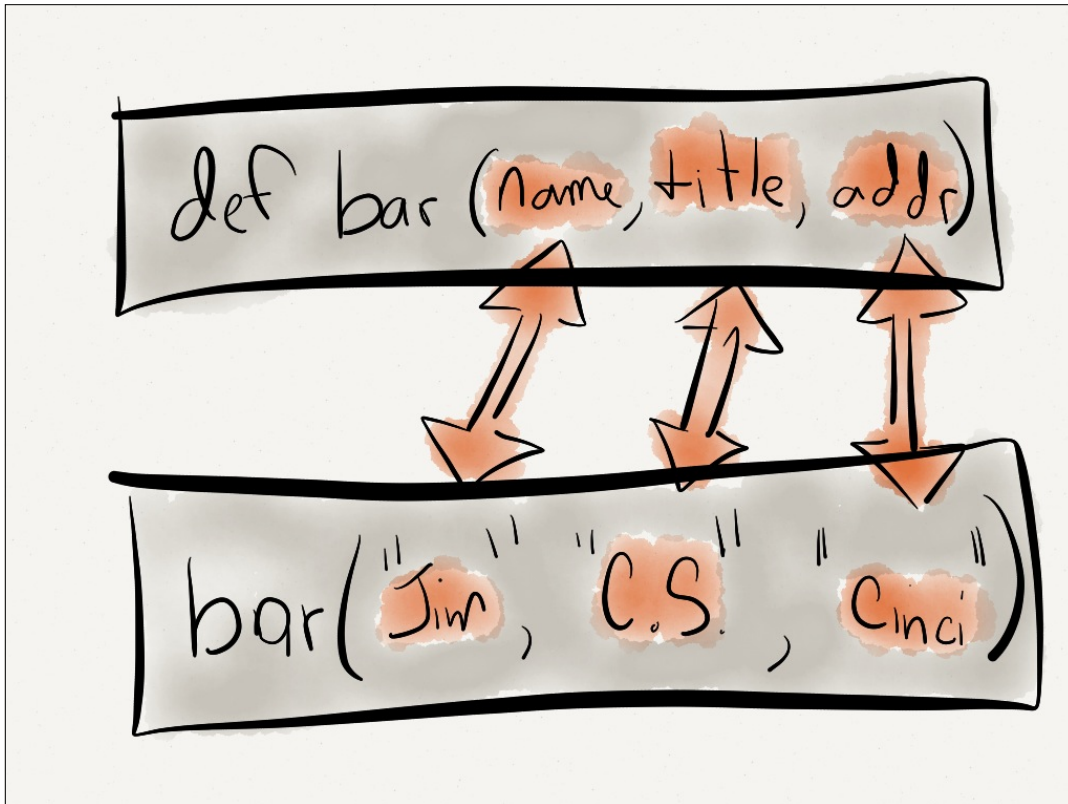 def bar (name, title, addr)
bar("Jim", "C.S.", "Cinci")